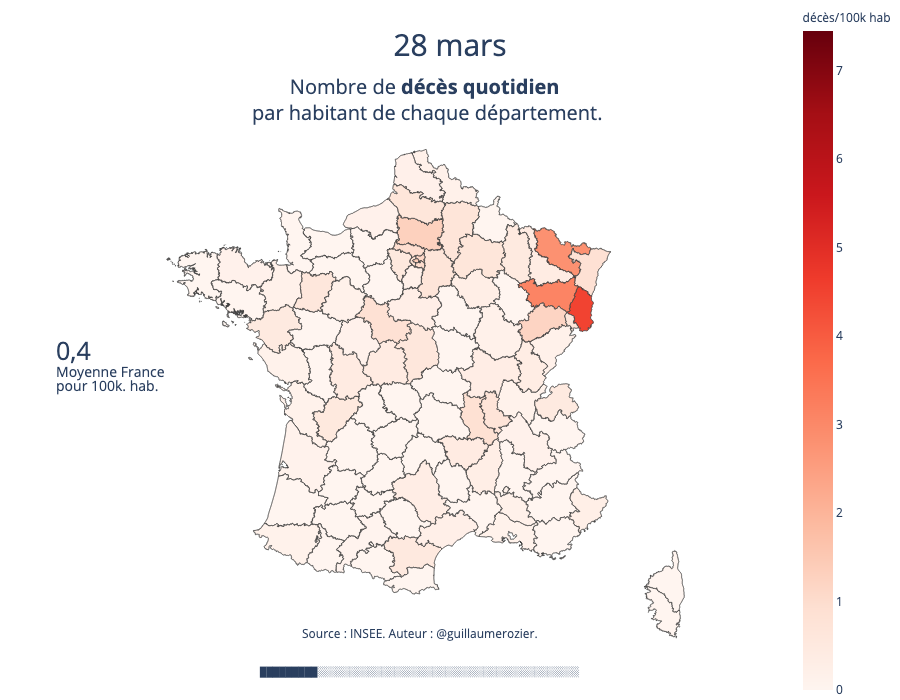 décès/100k hab
28 mars
Nombre de décès quotidien
par habitant de chaque département.
7
6
5
4
3
2
1
0
0,4
Moyenne France
pour 100k. hab.
Source : INSEE. Auteur : @guillaumerozier.